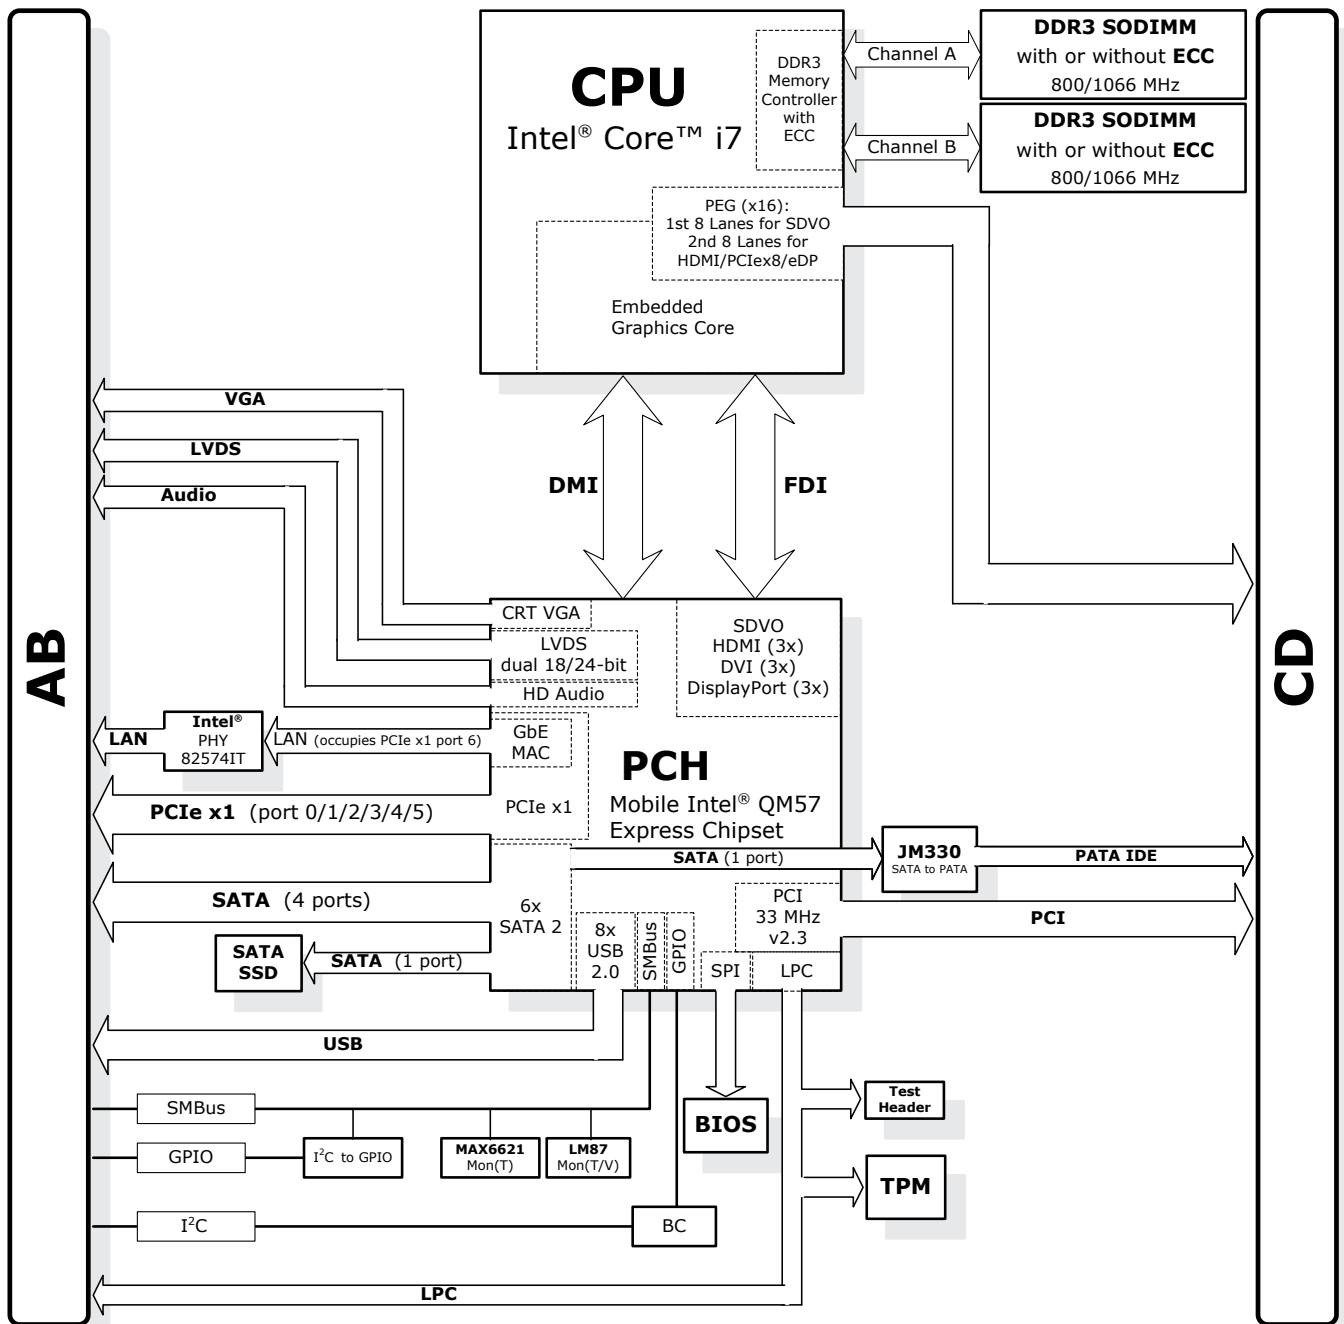 AB
CD
CPU
Intel® Core™ i7
DDR3
Memory
Controller
with
ECC
Channel A
Channel B
DDR3 SODIMM
with or without ECC
800/1066 MHz
DDR3 SODIMM
with or without ECC
800/1066 MHz
PEG (x16):
1st 8 Lanes for SDVO
2nd 8 Lanes for
HDMI/PCIex8/eDP
Embedded
Graphics Core
VGA
LVDS
Audio
DMI
FDI
CRT VGA
LVDS
dual 18/24-bit
HD Audio
SDVO
HDMI (3x)
DVI (3x)
DisplayPort (3x)
LAN
Intel®
PHY
82574IT
LAN (occupies PCIe x1 port 6)
GbE
MAC
PCH
Mobile Intel® QM57
Express Chipset
PCIe x1 (port 0/1/2/3/4/5)
PCIe x1
SATA (1 port)
JM330
SATA to PATA
PATA IDE
SATA (4 ports)
6x
SATA 2
PCI
33 MHz
v2.3
PCI
SATA
SSD
SATA (1 port)
8x
USB
2.0
SMBus
GPIO
SPI
LPC
USB
SMBus
GPIO
I²C to GPIO
MAX6621
Mon(T)
LM87
Mon(T/V)
BIOS
Test
Header
TPM
I²C
BC
LPC